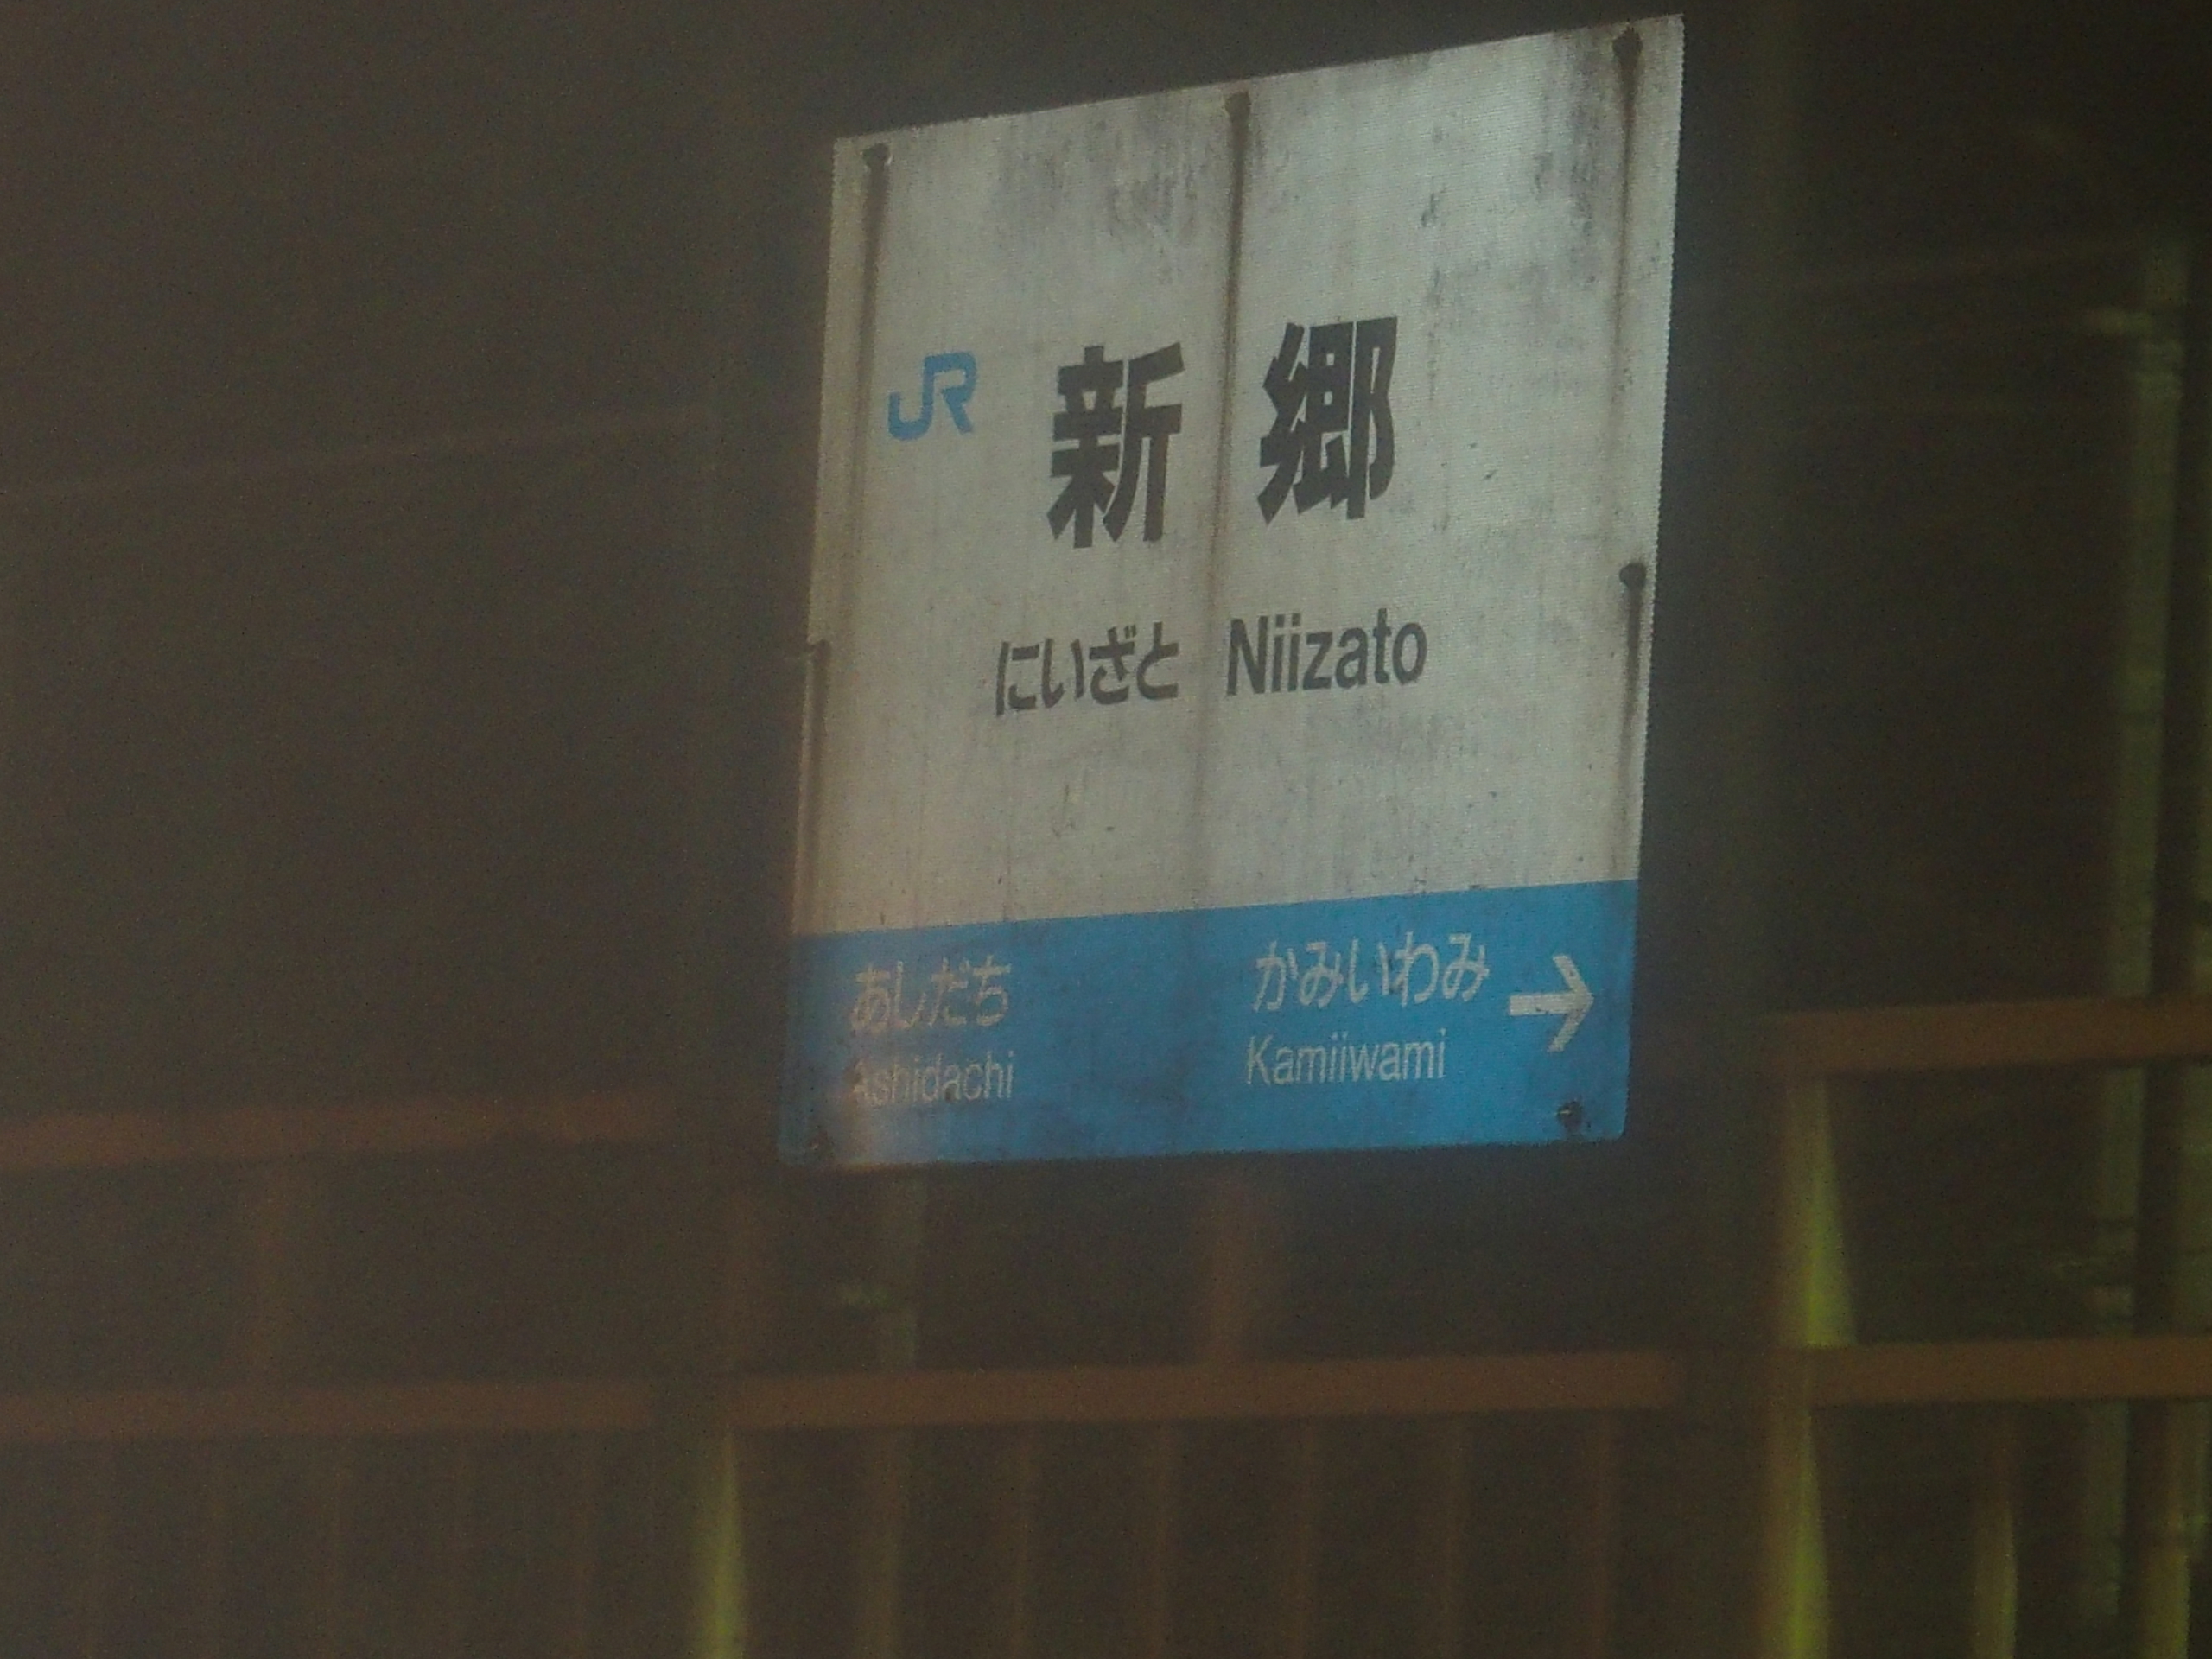 JR 新郷
にいざと Niizato
あしだち かみいわみ →
Ashidachi Kamiiwami